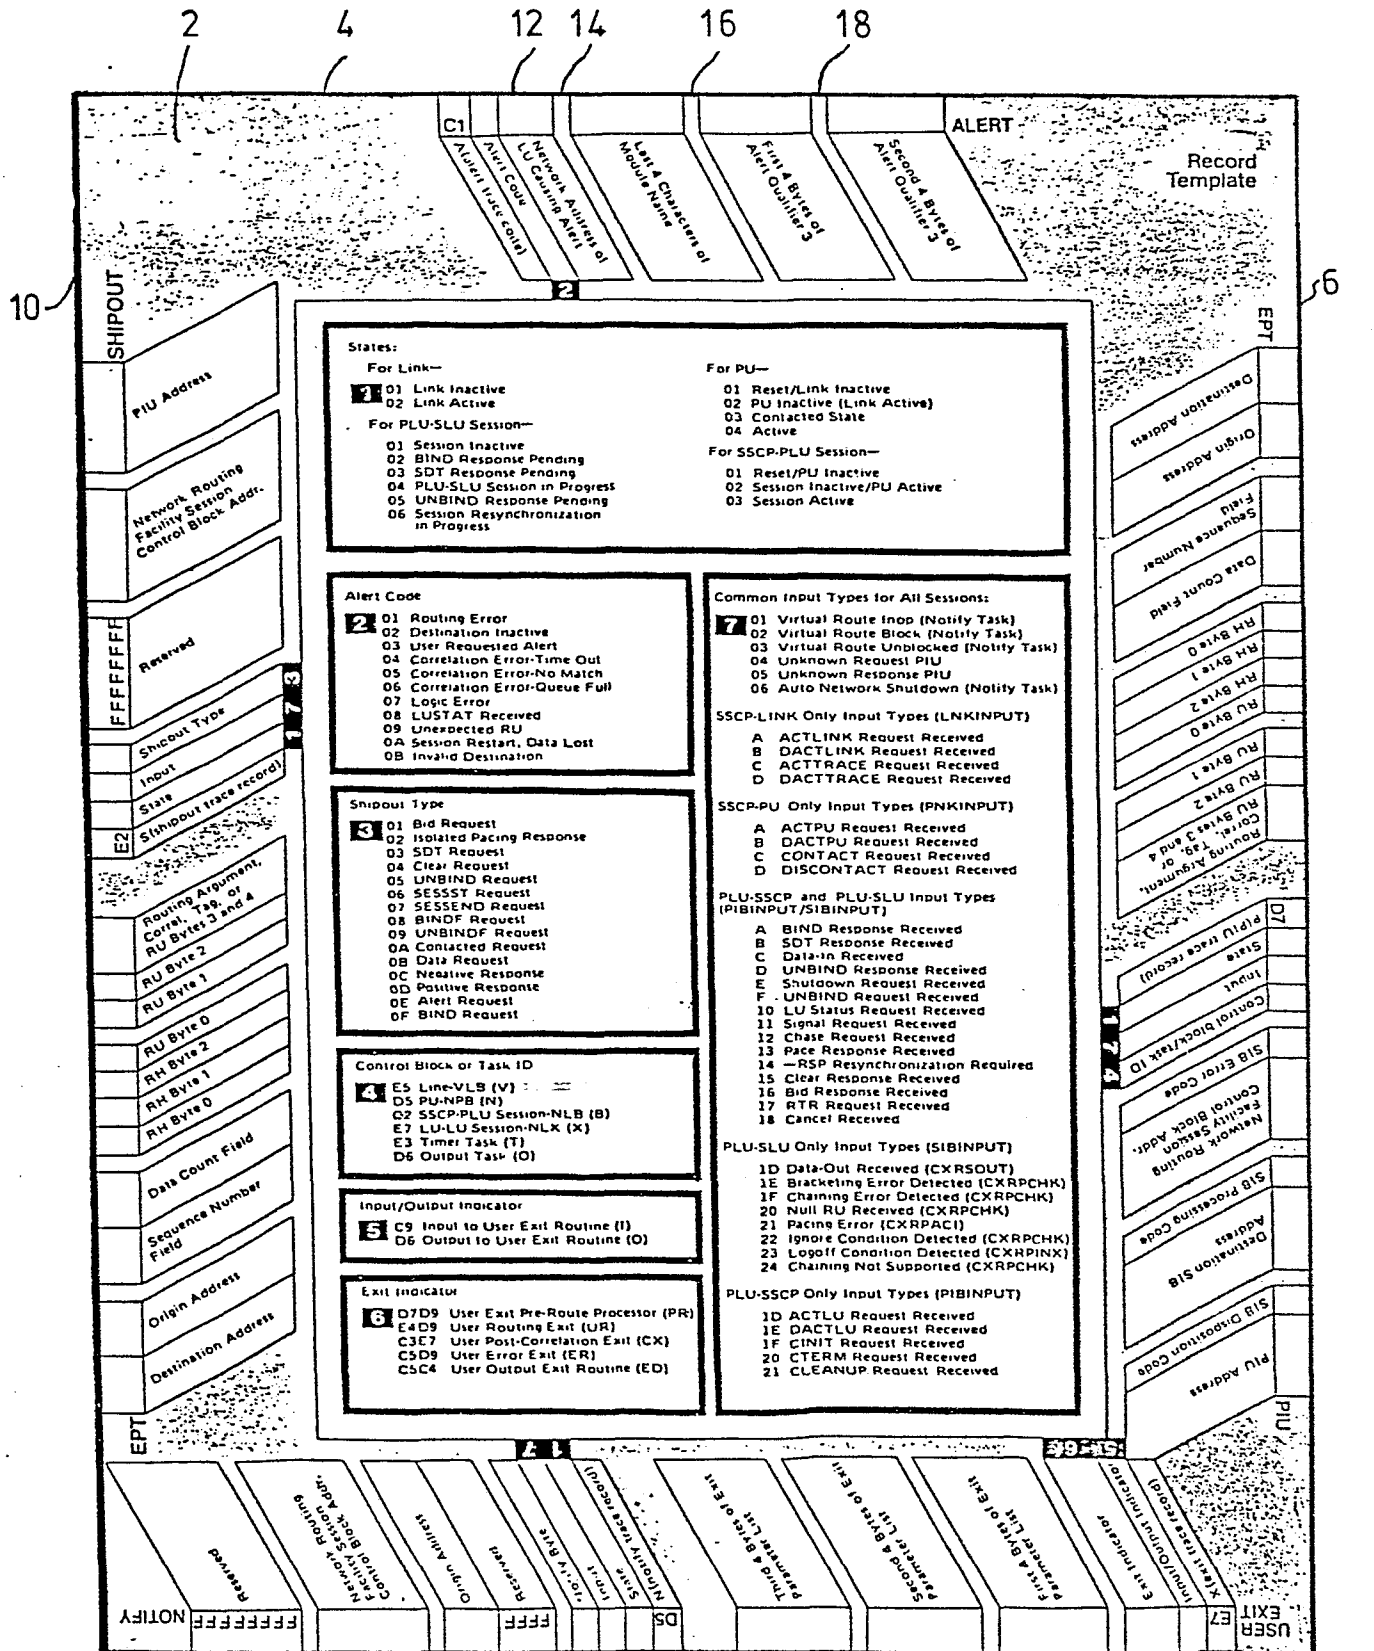 2
4
12
14
16
18
10
6
C1
ALERT
Record
Template
A(alert trace code)
Alert Code
Network Address of
LU Causing Alert
Last 4 Characters of
Module Name
First 4 Bytes of
Alert Qualifier 3
Second 4 Bytes of
Alert Qualifier 3
2
SHIPOUT
PIU Address
Network Routing
Facility Session
Control Block Addr.
Reserved
FFFFFFFF
Shipout Type
Input
State
S(shipout trace record)
E2
1 7 3
Routing Argument,
Correl, Tag, or
RU Bytes 3 and 4
RU Byte 2
RU Byte 1
RU Byte 0
RH Byte 2
RH Byte 1
RH Byte 0
Data Count Field
Sequence Number
Field
Origin Address
Destination Address
EPT
States:
For Link—
1 01 Link Inactive
02 Link Active
For PLU-SLU Session—
01 Session Inactive
02 BIND Response Pending
03 SDT Response Pending
04 PLU-SLU Session in Progress
05 UNBIND Response Pending
06 Session Resynchronization
in Progress
For PU—
01 Reset/Link Inactive
02 PU Inactive (Link Active)
03 Contacted State
04 Active
For SSCP-PLU Session—
01 Reset/PU Inactive
02 Session Inactive/PU Active
03 Session Active
Alert Code
2 01 Routing Error
02 Destination Inactive
03 User Requested Alert
04 Correlation Error-Time Out
05 Correlation Error-No Match
06 Correlation Error-Queue Full
07 Logic Error
08 LUSTAT Received
09 Unexpected RU
0A Session Restart, Data Lost
0B Invalid Destination
Shipout Type
3 01 Bid Request
02 Isolated Pacing Response
03 SDT Request
04 Clear Request
05 UNBIND Request
06 SESSST Request
07 SESSEND Request
08 BINDF Request
09 UNBINDF Request
0A Contacted Request
0B Data Request
0C Negative Response
0D Positive Response
0E Alert Request
0F BIND Request
Control Block or Task ID
4 E5 Line-VLB (V)
D5 PU-NPB (N)
C2 SSCP-PLU Session-NLB (B)
E7 LU-LU Session-NLX (X)
E3 Timer Task (T)
D6 Output Task (O)
Input/Output Indicator
5 C9 Input to User Exit Routine (I)
D6 Output to User Exit Routine (O)
Exit Indicator
6 D7D9 User Exit Pre-Route Processor (PR)
E4D9 User Routing Exit (UR)
C3E7 User Post-Correlation Exit (CX)
C5D9 User Error Exit (ER)
C5C4 User Output Exit Routine (ED)
Common Input Types for All Sessions:
7 01 Virtual Route Inop (Notify Task)
02 Virtual Route Block (Notify Task)
03 Virtual Route Unblocked (Notify Task)
04 Unknown Request PIU
05 Unknown Response PIU
06 Auto Network Shutdown (Notify Task)
SSCP-LINK Only Input Types (LNKINPUT)
A ACTLINK Request Received
B DACTLINK Request Received
C ACTTRACE Request Received
D DACTTRACE Request Received
SSCP-PU Only Input Types (PNKINPUT)
A ACTPU Request Received
B DACTPU Request Received
C CONTACT Request Received
D DISCONTACT Request Received
PLU-SSCP and PLU-SLU Input Types
(PIBINPUT/SIBINPUT)
A BIND Response Received
B SDT Response Received
C Data-In Received
D UNBIND Response Received
E Shutdown Request Received
F UNBIND Request Received
10 LU Status Request Received
11 Signal Request Received
12 Chase Request Received
13 Pace Response Received
14 —RSP Resynchronization Required
15 Clear Response Received
16 Bid Response Received
17 RTR Request Received
18 Cancel Received
PLU-SLU Only Input Types (SIBINPUT)
1D Data-Out Received (CXRSOUT)
1E Bracketing Error Detected (CXRPCHK)
1F Chaining Error Detected (CXRPCHK)
20 Null RU Received (CXRPCHK)
21 Pacing Error (CXRPACI)
22 Ignore Condition Detected (CXRPCHK)
23 Logoff Condition Detected (CXRPINX)
24 Chaining Not Supported (CXRPCHK)
PLU-SSCP Only Input Types (PIBINPUT)
1D ACTLU Request Received
1E DACTLU Request Received
1F CINIT Request Received
20 CTERM Request Received
21 CLEANUP Request Received
EPT
Destination Address
Origin Address
Sequence Number
Field
Data Count Field
RH Byte 0
RH Byte 1
RH Byte 2
RU Byte 0
RU Byte 1
RU Byte 2
Routing Argument,
Correl, Tag, or
RU Bytes 3 and 4
D7
P(PIU trace record)
State
Input
Control block/task ID
1 7 4
SIB Error Code
Network Routing
Facility Session
Control Block Addr.
SIB Processing Code
Destination SIB
Address
SIB Disposition Code
PIU Address
PIU
7 1
NOTIFY
Reserved
FFFFFFFF
Network Routing
Facility Session
Control Block Addr.
Origin Address
Reserved
FFFF
Byte
Input
State
N(notify trace record)
D5
Third 4 Bytes of Exit
Parameter List
Second 4 Bytes of Exit
Parameter List
First 4 Bytes of Exit
Parameter List
Exit Indicator
Input/Output Indicator
X(exit trace record)
E7
USER
EXIT